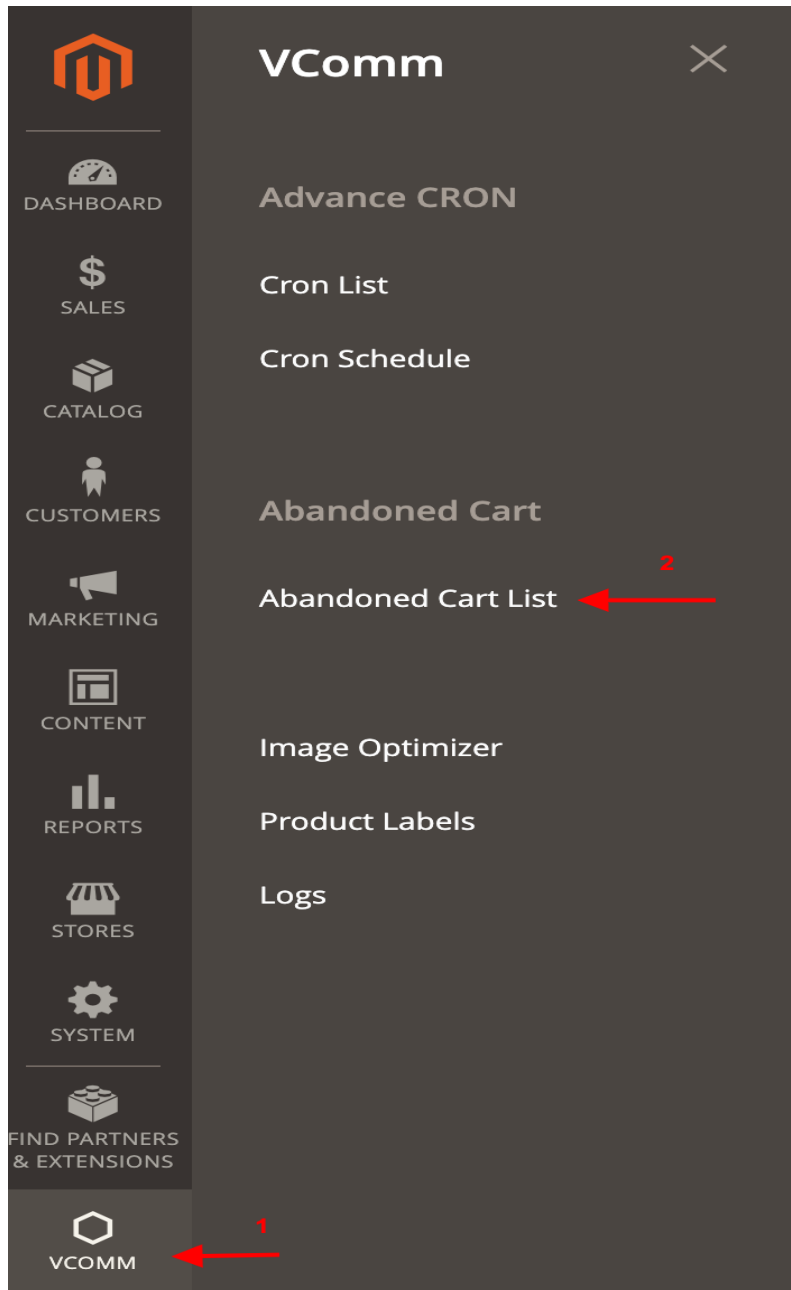 DASHBOARD
SALES
CATALOG
CUSTOMERS
MARKETING
CONTENT
REPORTS
STORES
SYSTEM
FIND PARTNERS
& EXTENSIONS
VCOMM
1
VComm
Advance CRON
Cron List
Cron Schedule
Abandoned Cart
Abandoned Cart List
2
Image Optimizer
Product Labels
Logs